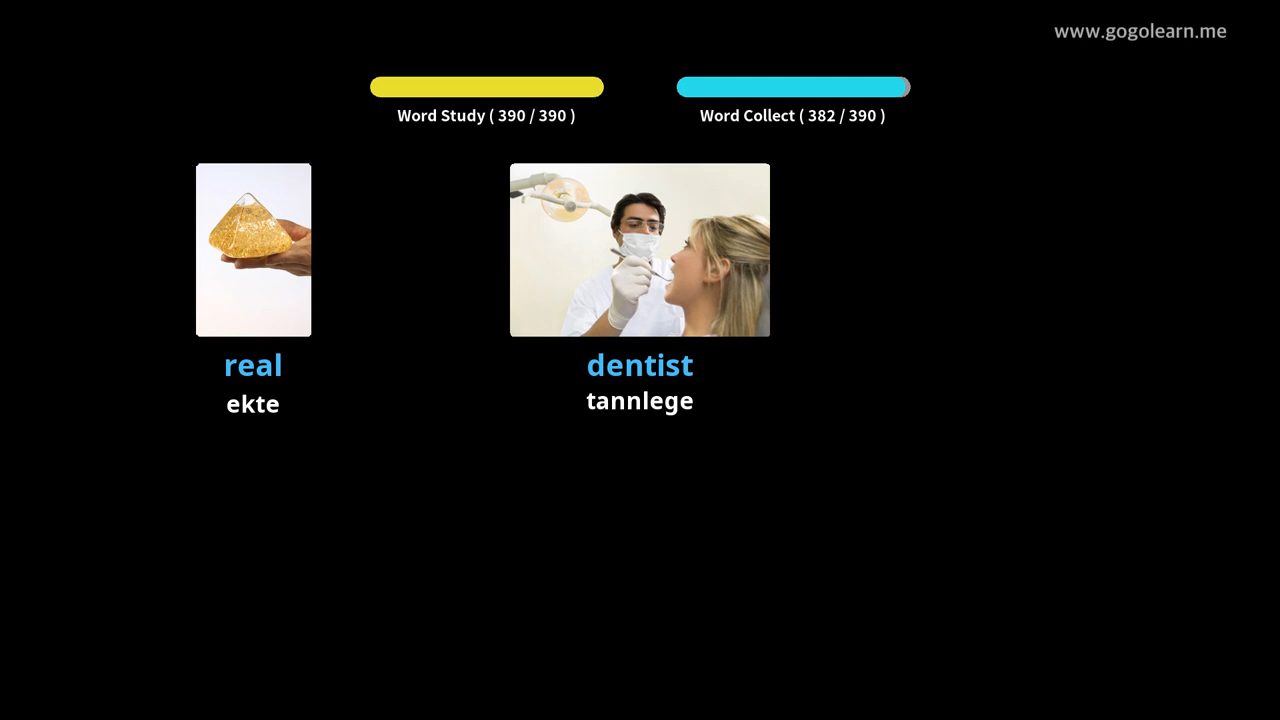 www.gogolearn.me
Word Study ( 390 / 390 )
Word Collect ( 382 / 390 )
real
ekte
dentist
tannlege